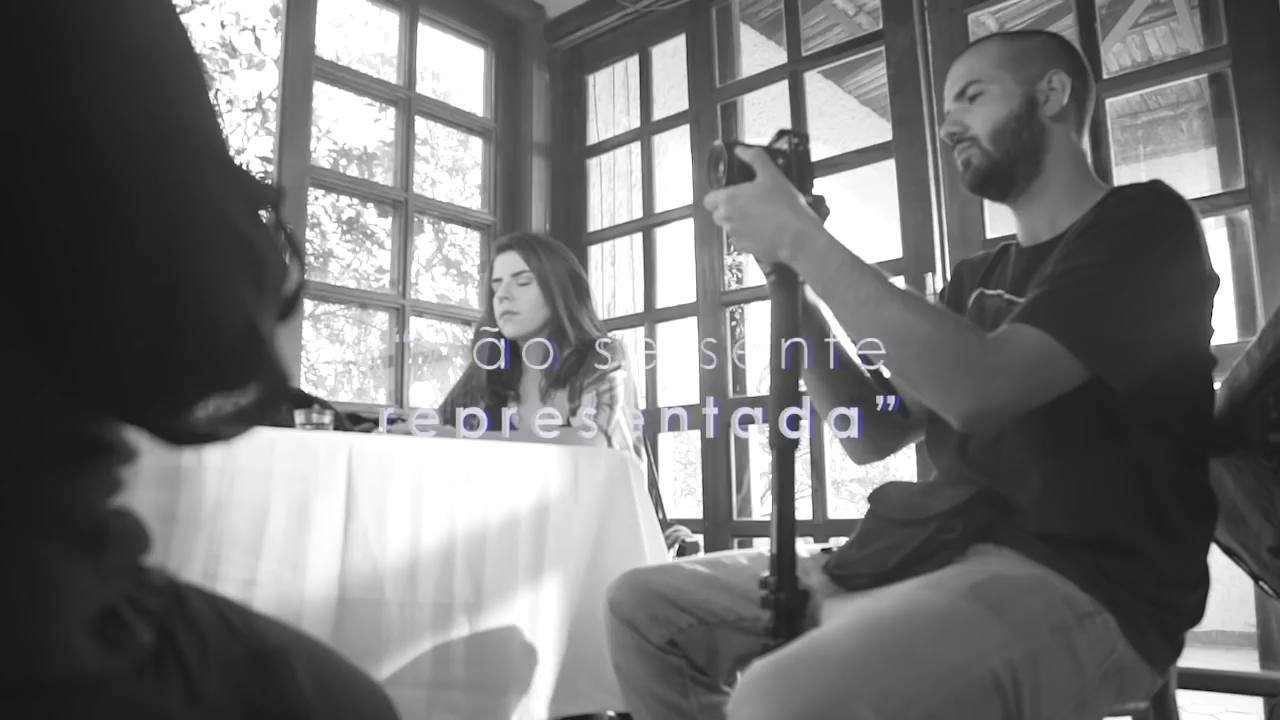 “ ão se sente
representada”